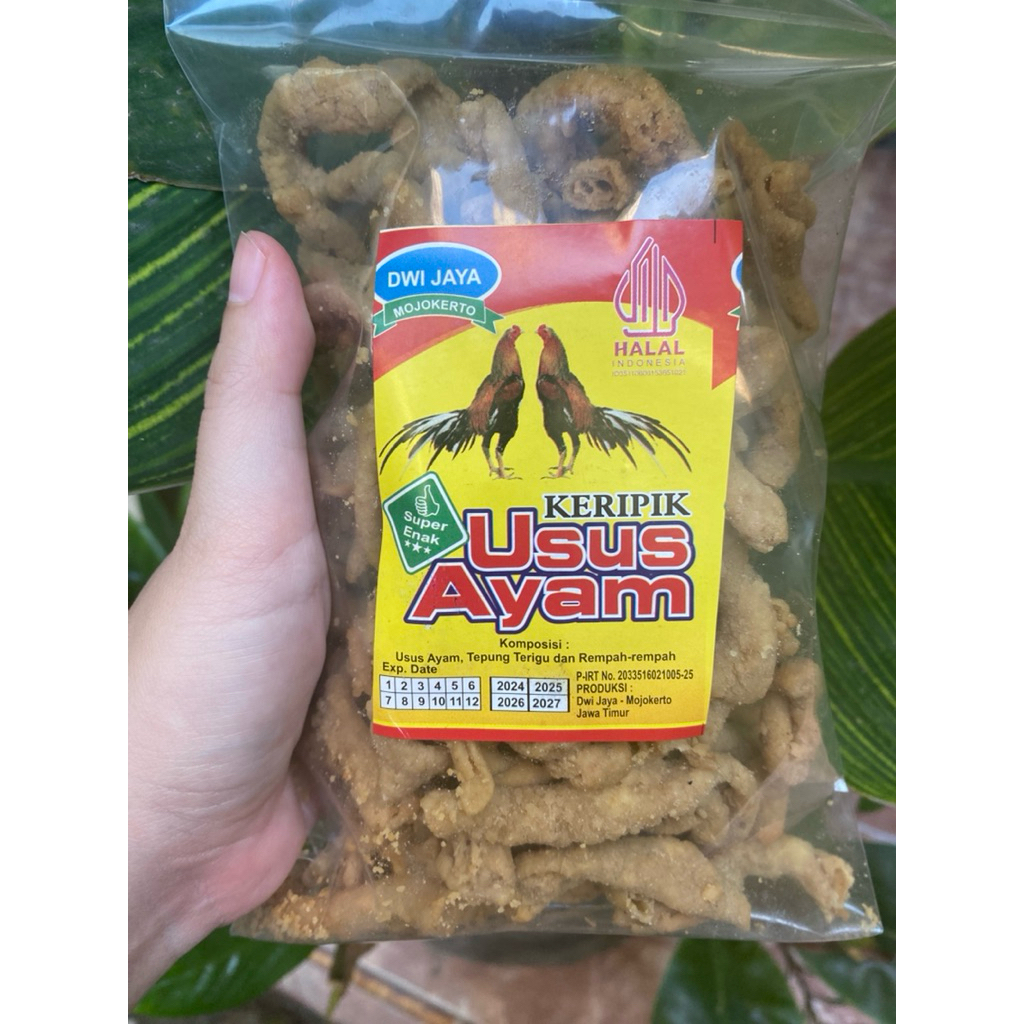 DWI JAYA
MOJOKERTO
HALAL
INDONESIA
Super
Enak
KERIPIK
Usus
Ayam
Komposisi :
Usus Ayam, Tepung Terigu dan Rempah-rempah
Exp. Date
1 2 3 4 5 6
7 8 9 10 11 12
2024 2025
2026 2027
P-IRT No. 2033516021005-25
PRODUKSI :
Dwi Jaya - Mojokerto
Jawa Timur